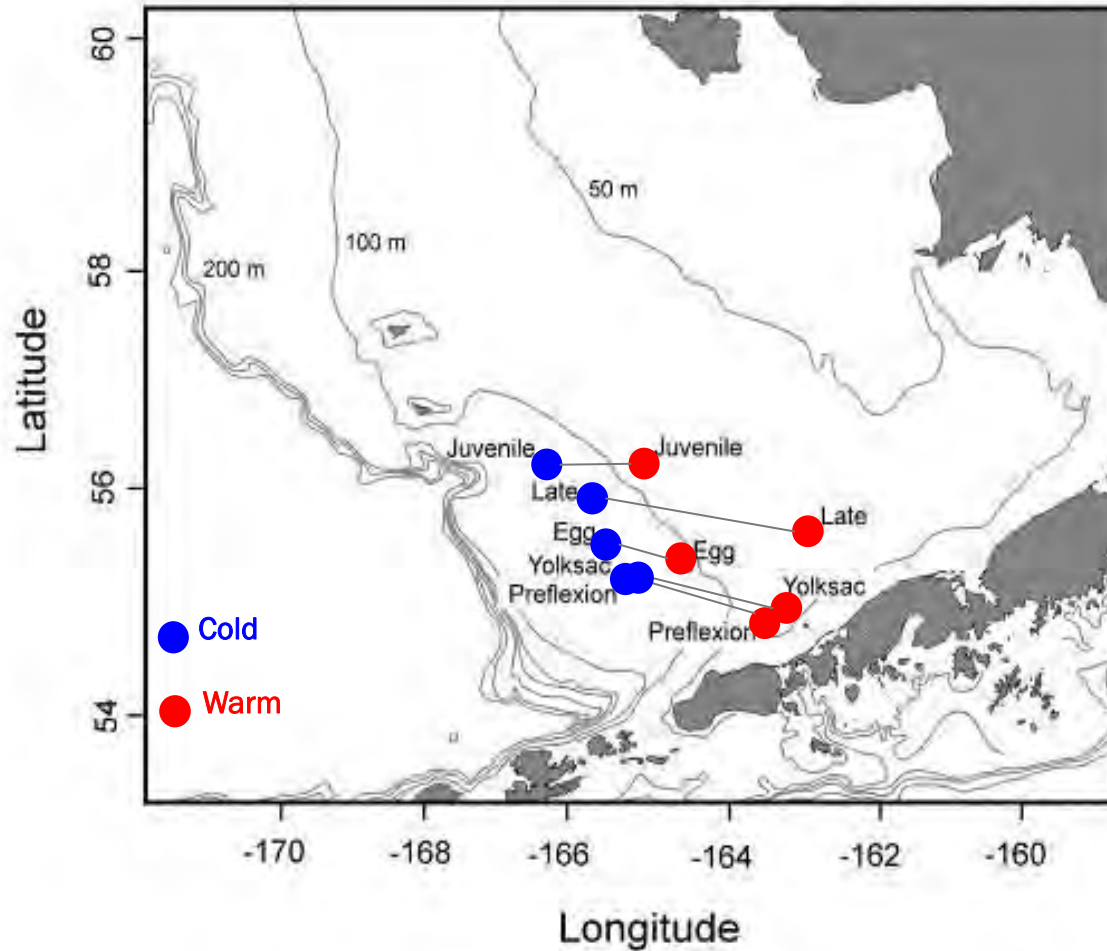 60
50 m
100 m
200 m
58
Juvenile
Juvenile
56
Late
Late
Egg
Egg
Yolksac
Yolksac
Preflexion
Preflexion
Cold
Warm
54
Latitude
-170
-168
-166
-164
-162
-160
Longitude